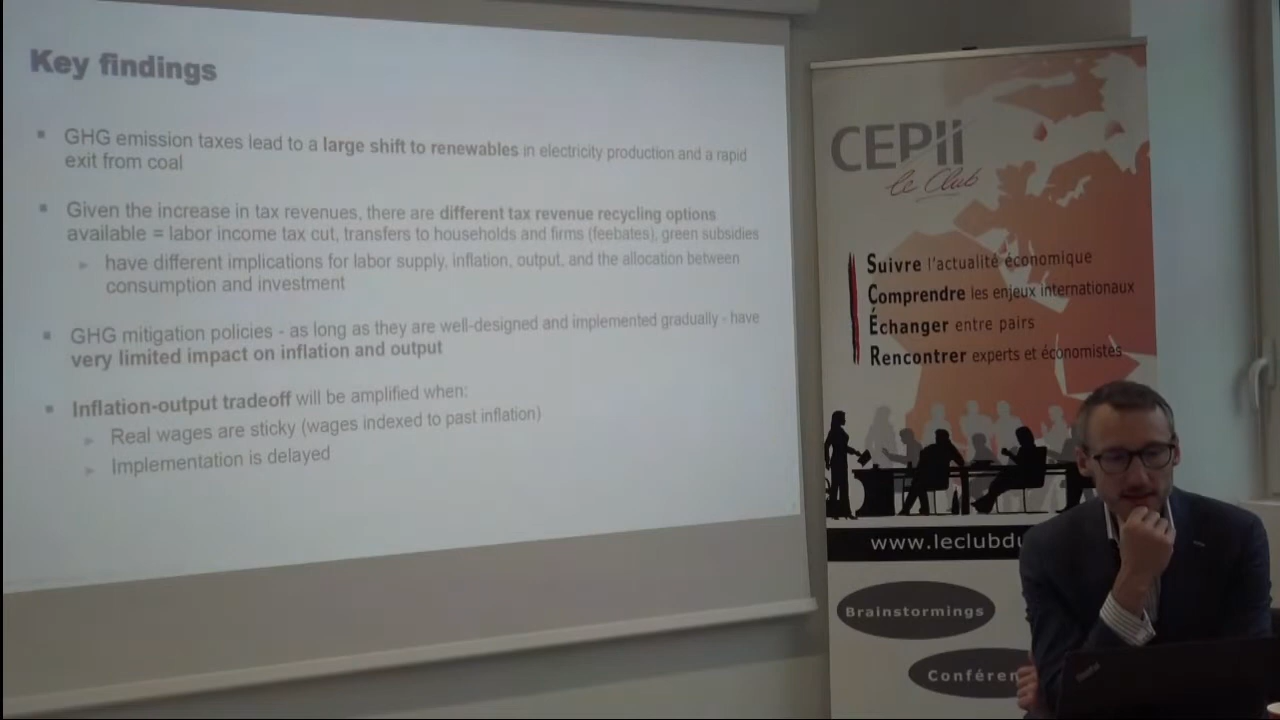 Key findings
GHG emission taxes lead to a large shift to renewables in electricity production and a rapid
exit from coal
Given the increase in tax revenues, there are different tax revenue recycling options
available = labor income tax cut, transfers to households and firms (feebates), green subsidies
have different implications for labor supply, inflation, output, and the allocation between
consumption and investment
GHG mitigation policies - as long as they are well-designed and implemented gradually - have
very limited impact on inflation and output
Inflation-output tradeoff will be amplified when:
Real wages are sticky (wages indexed to past inflation)
Implementation is delayed
CEPII
le Club
Suivre l'actualité économique
Comprendre les enjeux internationaux
Échanger entre pairs
Rencontrer experts et économistes
www.leclubdu
Brainstormings
Conféren
ThinkPad